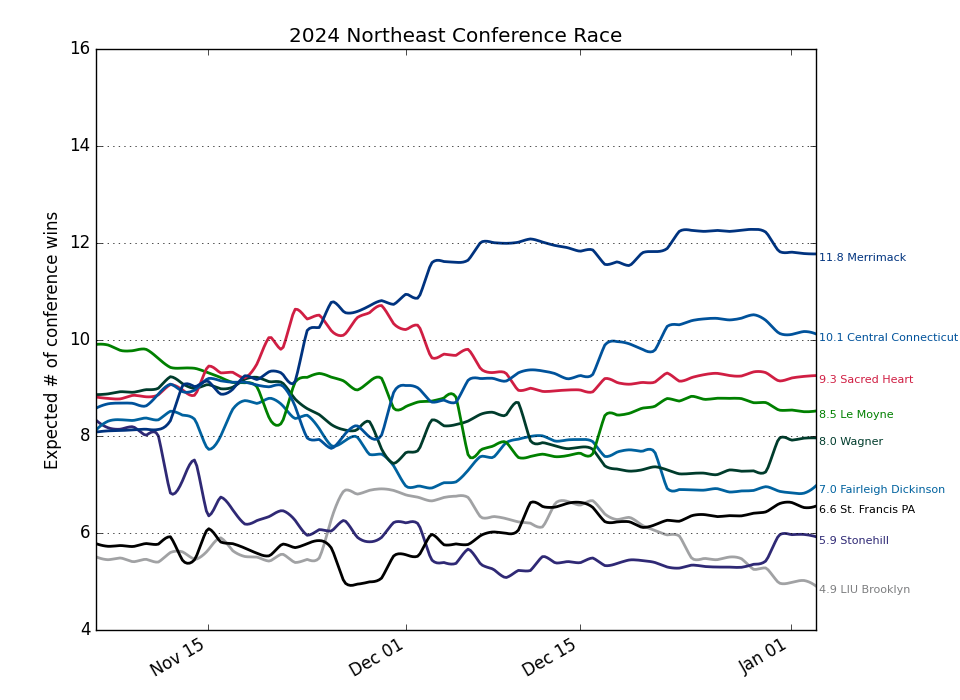 2024 Northeast Conference Race
Expected # of conference wins
16
14
12
10
8
6
4
Nov 15
Dec 01
Dec 15
Jan 01
11.8 Merrimack
10.1 Central Connecticut
9.3 Sacred Heart
8.5 Le Moyne
8.0 Wagner
7.0 Fairleigh Dickinson
6.6 St. Francis PA
5.9 Stonehill
4.9 LIU Brooklyn